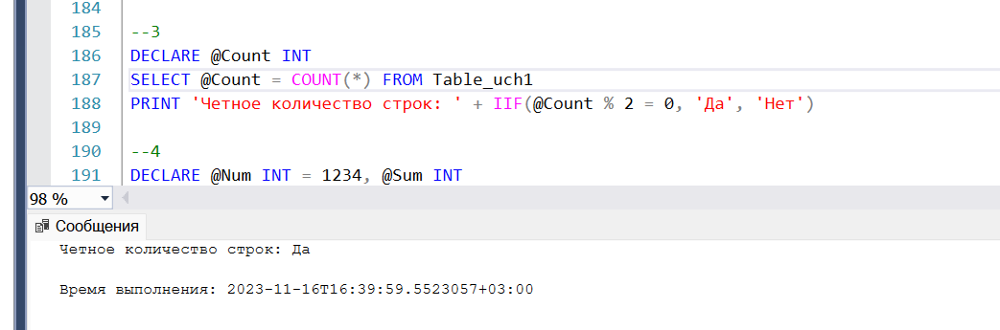 184
185 --3
186 DECLARE @Count INT
187 SELECT @Count = COUNT(*) FROM Table_uch1
188 PRINT 'Четное количество строк: ' + IIF(@Count % 2 = 0, 'Да', 'Нет')
189
190 --4
191 DECLARE @Num INT = 1234, @Sum INT
98 %
Сообщения
Четное количество строк: Да
Время выполнения: 2023-11-16T16:39:59.5523057+03:00